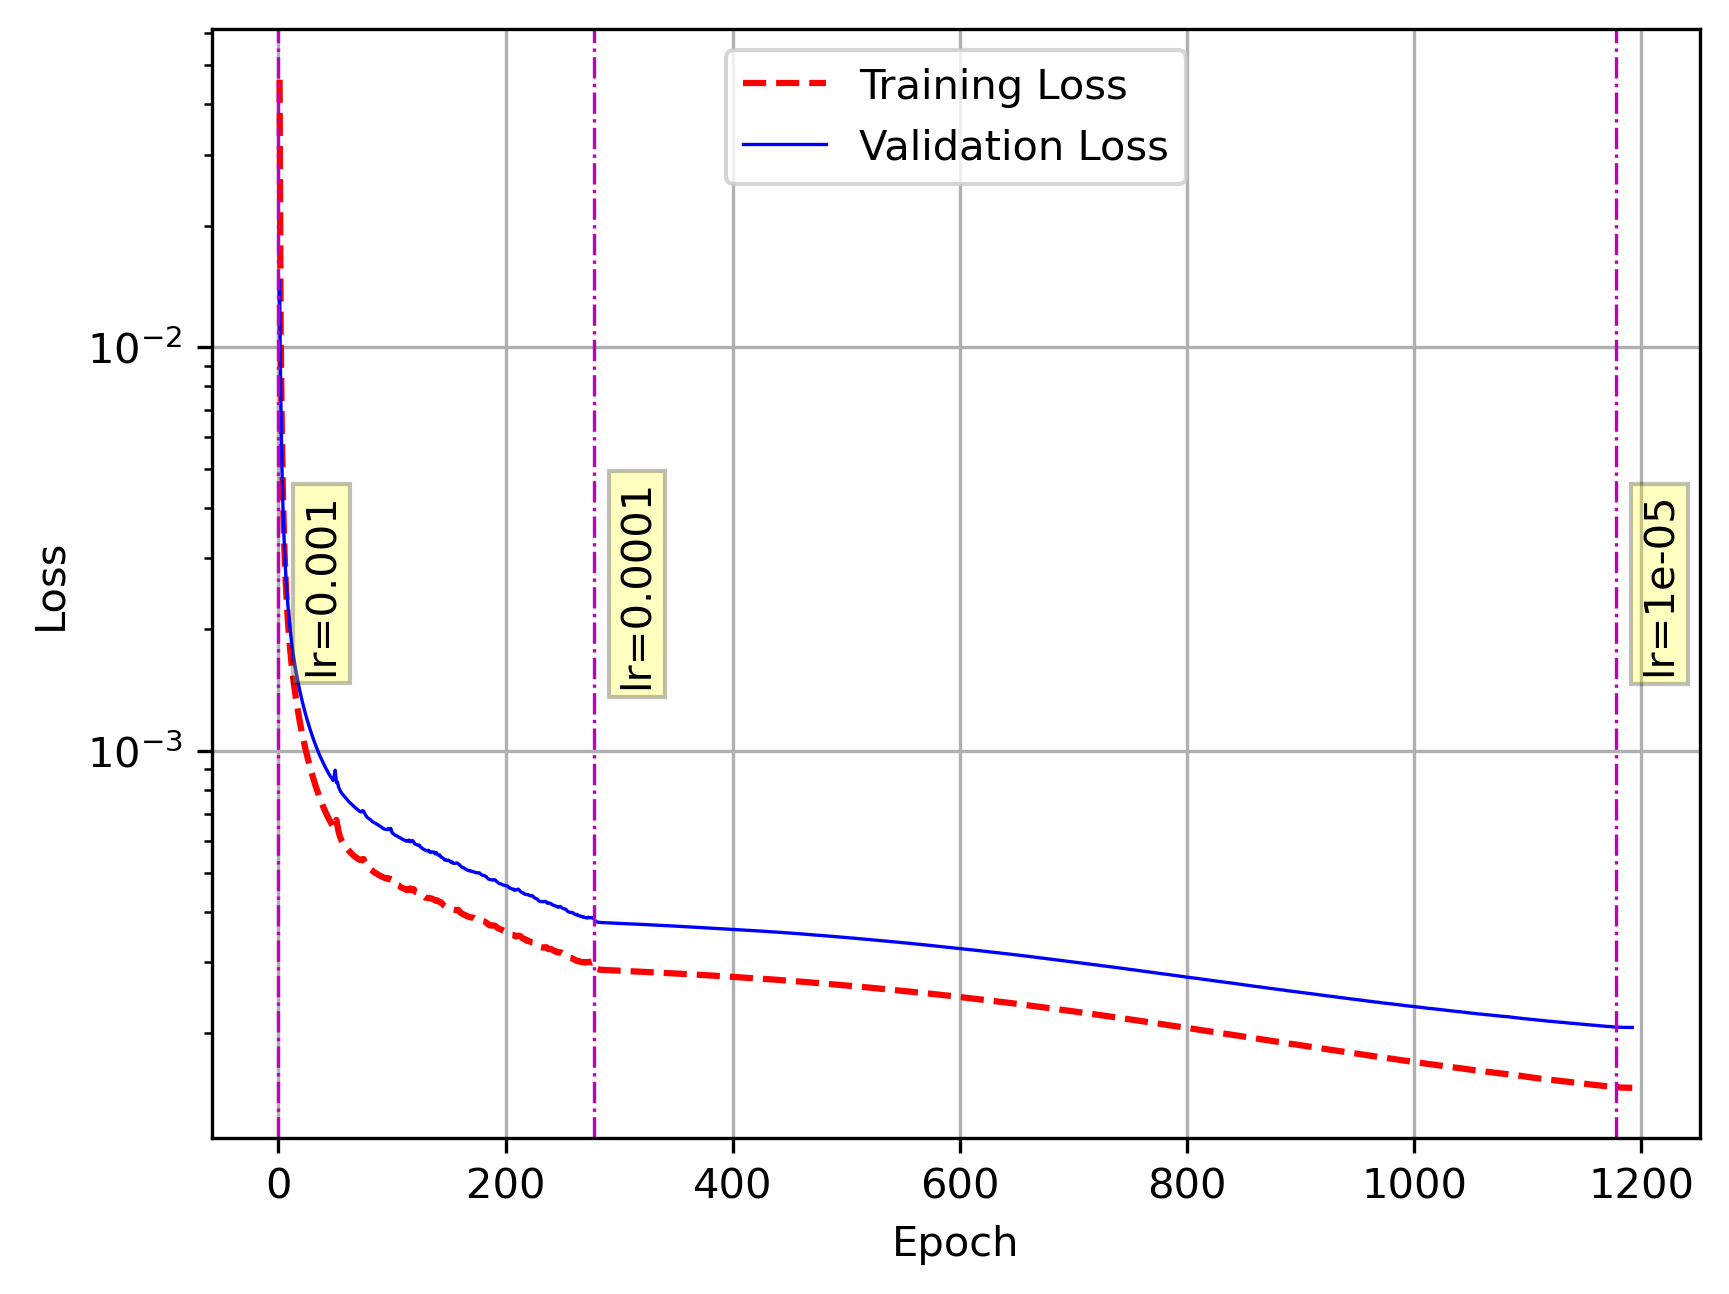 Training Loss
Validation Loss
10⁻²
10⁻³
Loss
lr=0.001
lr=0.0001
lr=1e-05
0 200 400 600 800 1000 1200
Epoch